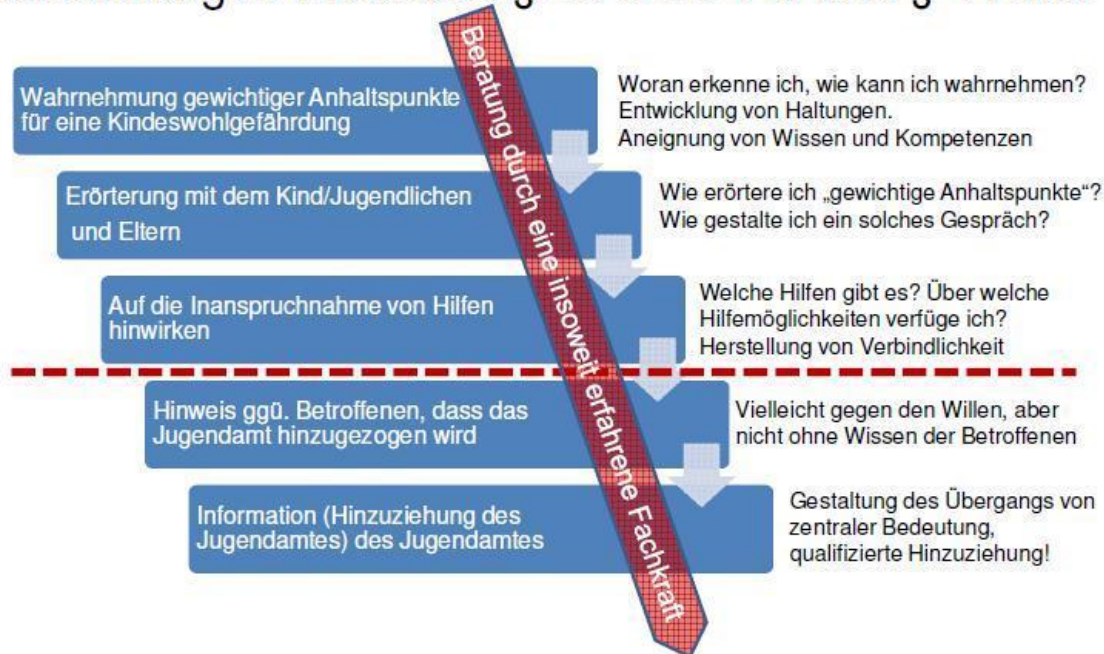 Wahrnehmung gewichtiger Anhaltspunkte
für eine Kindeswohlgefährdung
Woran erkenne ich, wie kann ich wahrnehmen?
Entwicklung von Haltungen.
Aneignung von Wissen und Kompetenzen
Erörterung mit dem Kind/Jugendlichen
und Eltern
Wie erörtere ich „gewichtige Anhaltspunkte“?
Wie gestalte ich ein solches Gespräch?
Auf die Inanspruchnahme von Hilfen
hinwirken
Welche Hilfen gibt es? Über welche
Hilfemöglichkeiten verfüge ich?
Herstellung von Verbindlichkeit
Hinweis ggü. Betroffenen, dass das
Jugendamt hinzugezogen wird
Vielleicht gegen den Willen, aber
nicht ohne Wissen der Betroffenen
Information (Hinzuziehung des
Jugendamtes) des Jugendamtes
Gestaltung des Übergangs von
zentraler Bedeutung,
qualifizierte Hinzuziehung!
Beratung durch eine insoweit erfahrene Fachkraft